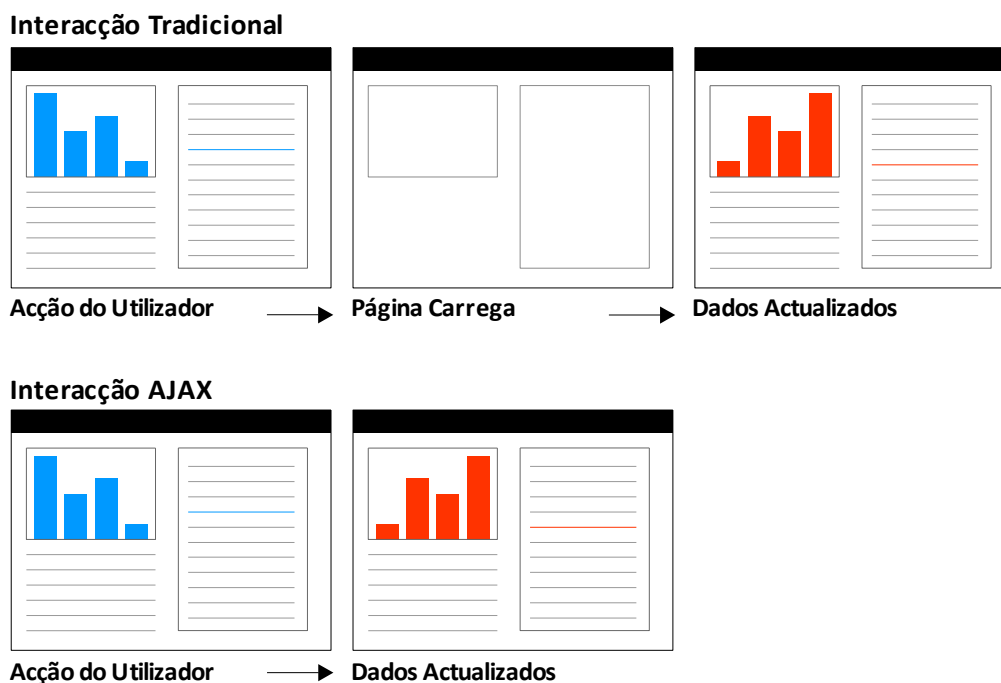 Interacção Tradicional
Acção do Utilizador
Página Carrega
Dados Actualizados
Interacção AJAX
Acção do Utilizador
Dados Actualizados